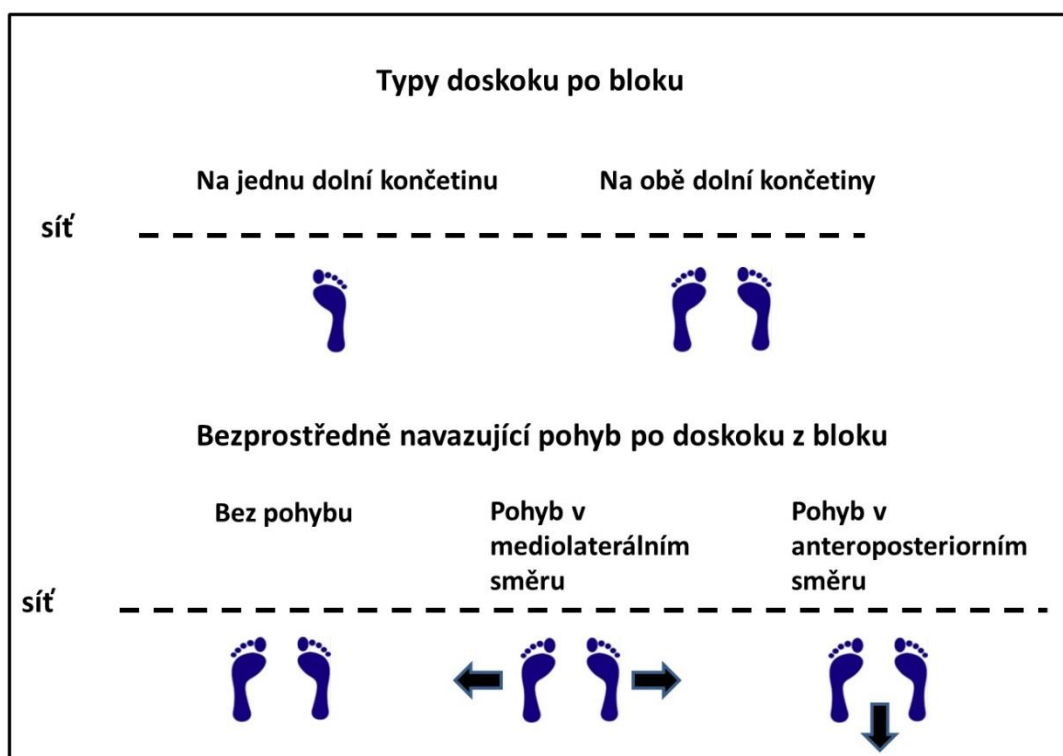 Typy doskoku po bloku
Na jednu dolní končetinu
Na obě dolní končetiny
síť
Bezprostředně navazující pohyb po doskoku z bloku
Bez pohybu
Pohyb v
mediolaterálním
směru
Pohyb v
anteroposteriorním
směru
síť